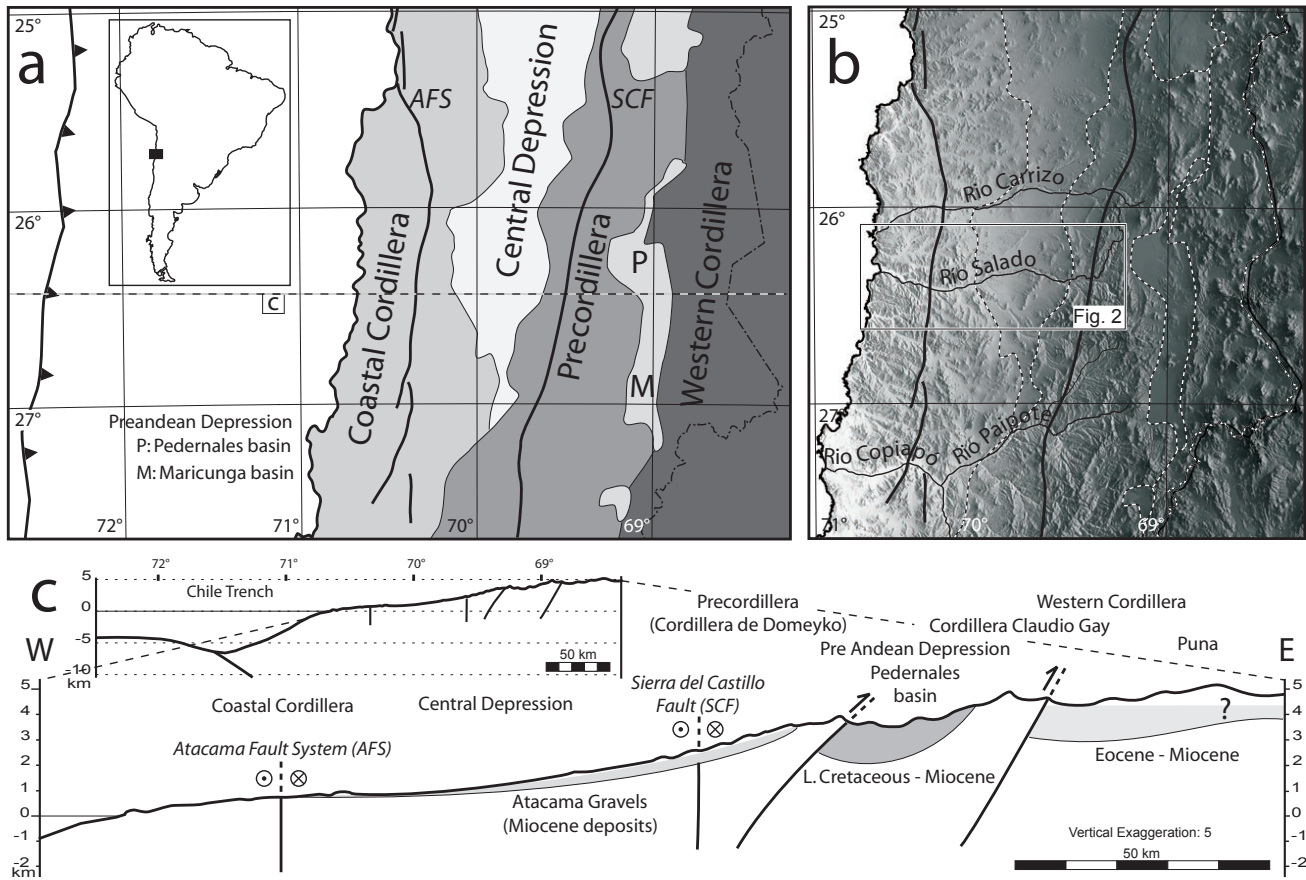 25°
a
AFS
SCF
Central Depression
26°
Coastal Cordillera
Precordillera
Western Cordillera
P
C
M
27°
Preandean Depression
P: Pedernales basin
M: Maricunga basin
72°
71°
70°
69°
25°
b
Rio Carrizo
26°
Rio Salado
Fig. 2
27°
Rio Paipote
Rio Copiapo
71°
70°
69°
c
72°
71°
70°
69°
5
0
-5
-10
km
Chile Trench
50 km
W
E
Precordillera
(Cordillera de Domeyko)
Western Cordillera
Cordillera Claudio Gay
Puna
Pre Andean Depression
Pedernales
basin
Coastal Cordillera
Central Depression
Sierra del Castillo
Fault (SCF)
Atacama Fault System (AFS)
5
4
3
2
1
0
-1
-2
km
5
4
3
2
1
0
-1
-2
km
?
Eocene - Miocene
L. Cretaceous - Miocene
Atacama Gravels
(Miocene deposits)
Vertical Exaggeration: 5
50 km